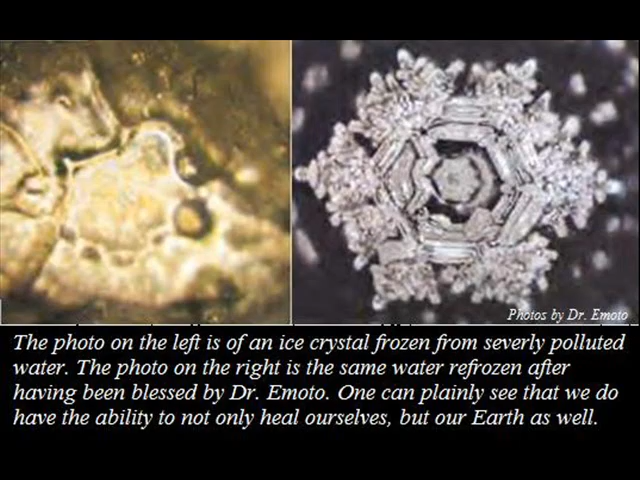 Photos by Dr. Emoto
The photo on the left is of an ice crystal frozen from severly polluted
water. The photo on the right is the same water refrozen after
having been blessed by Dr. Emoto. One can plainly see that we do
have the ability to not only heal ourselves, but our Earth as well.